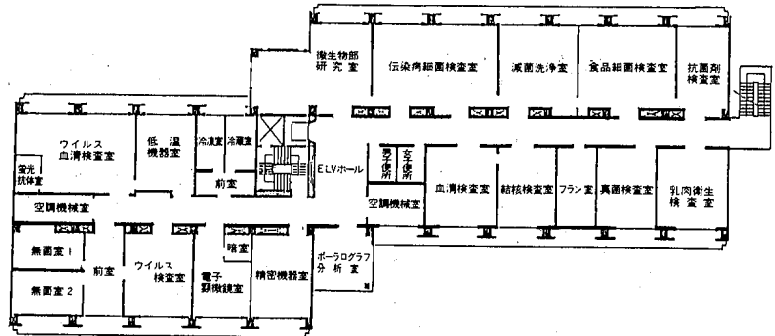 微生物部
研究室
伝染病細菌検査室
滅菌洗浄室
食品細菌検査室
抗菌剤
検査室
ウイルス
血清検査室
低温
機器室
冷凍室
冷蔵室
蛍光
抗体室
前室
ELVホール
男子便所
女子便所
血清検査室
結核検査室
フラン室
真菌検査室
乳肉衛生
検査室
空調機械室
空調機械室
無菌室1
前室
無菌室2
ウイルス
検査室
暗室
電子
顕微鏡室
精密機器室
ポーラログラフ
分析室